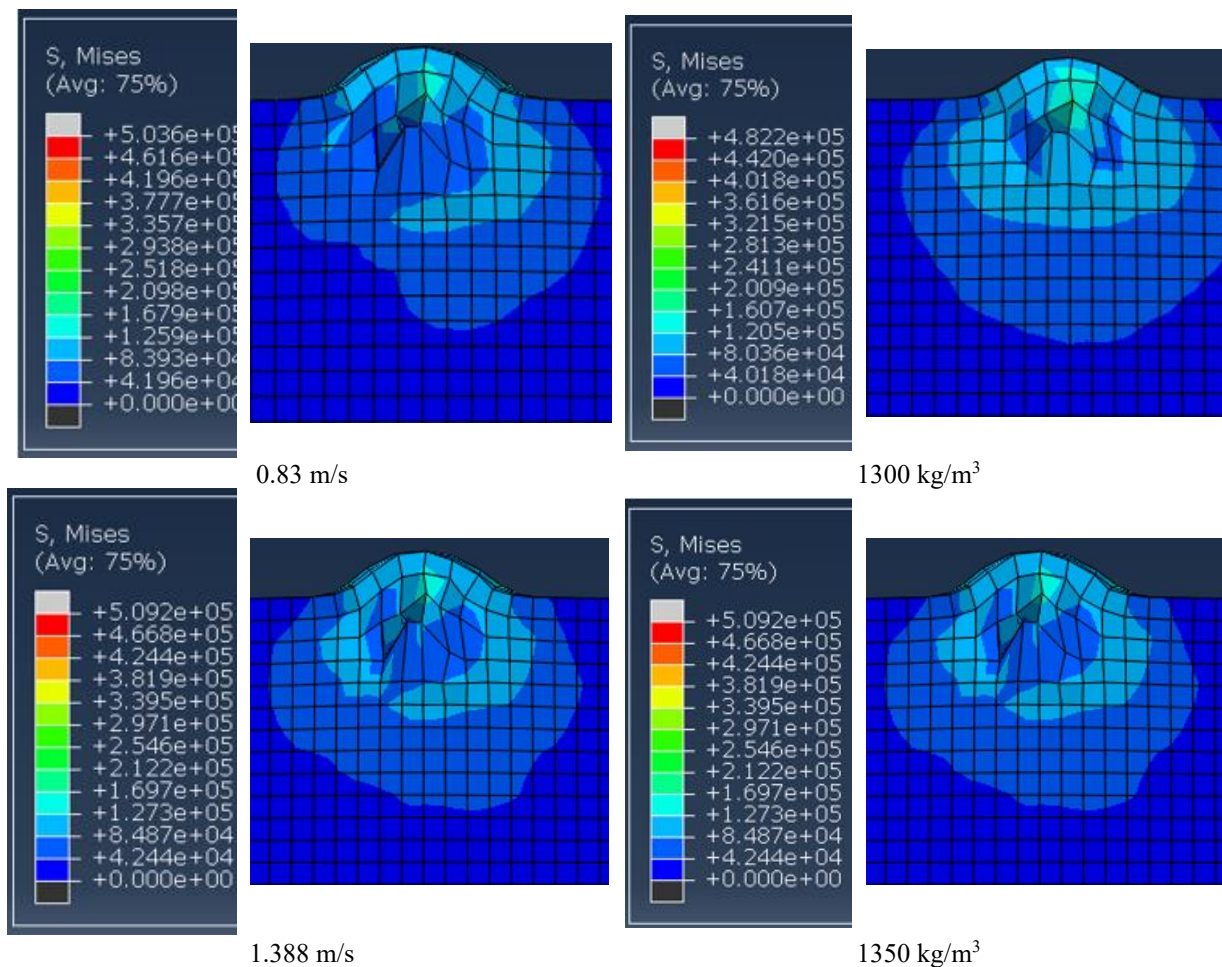 S, Mises
(Avg: 75%)
+5.036e+05
+4.616e+05
+4.196e+05
+3.777e+05
+3.357e+05
+2.938e+05
+2.518e+05
+2.098e+05
+1.679e+05
+1.259e+05
+8.393e+04
+4.196e+04
+0.000e+00
S, Mises
(Avg: 75%)
+4.822e+05
+4.420e+05
+4.018e+05
+3.616e+05
+3.215e+05
+2.813e+05
+2.411e+05
+2.009e+05
+1.607e+05
+1.205e+05
+8.036e+04
+4.018e+04
+0.000e+00
0.83 m/s
1300 kg/m³
S, Mises
(Avg: 75%)
+5.092e+05
+4.668e+05
+4.244e+05
+3.819e+05
+3.395e+05
+2.971e+05
+2.546e+05
+2.122e+05
+1.697e+05
+1.273e+05
+8.487e+04
+4.244e+04
+0.000e+00
S, Mises
(Avg: 75%)
+5.092e+05
+4.668e+05
+4.244e+05
+3.819e+05
+3.395e+05
+2.971e+05
+2.546e+05
+2.122e+05
+1.697e+05
+1.273e+05
+8.487e+04
+4.244e+04
+0.000e+00
1.388 m/s
1350 kg/m³